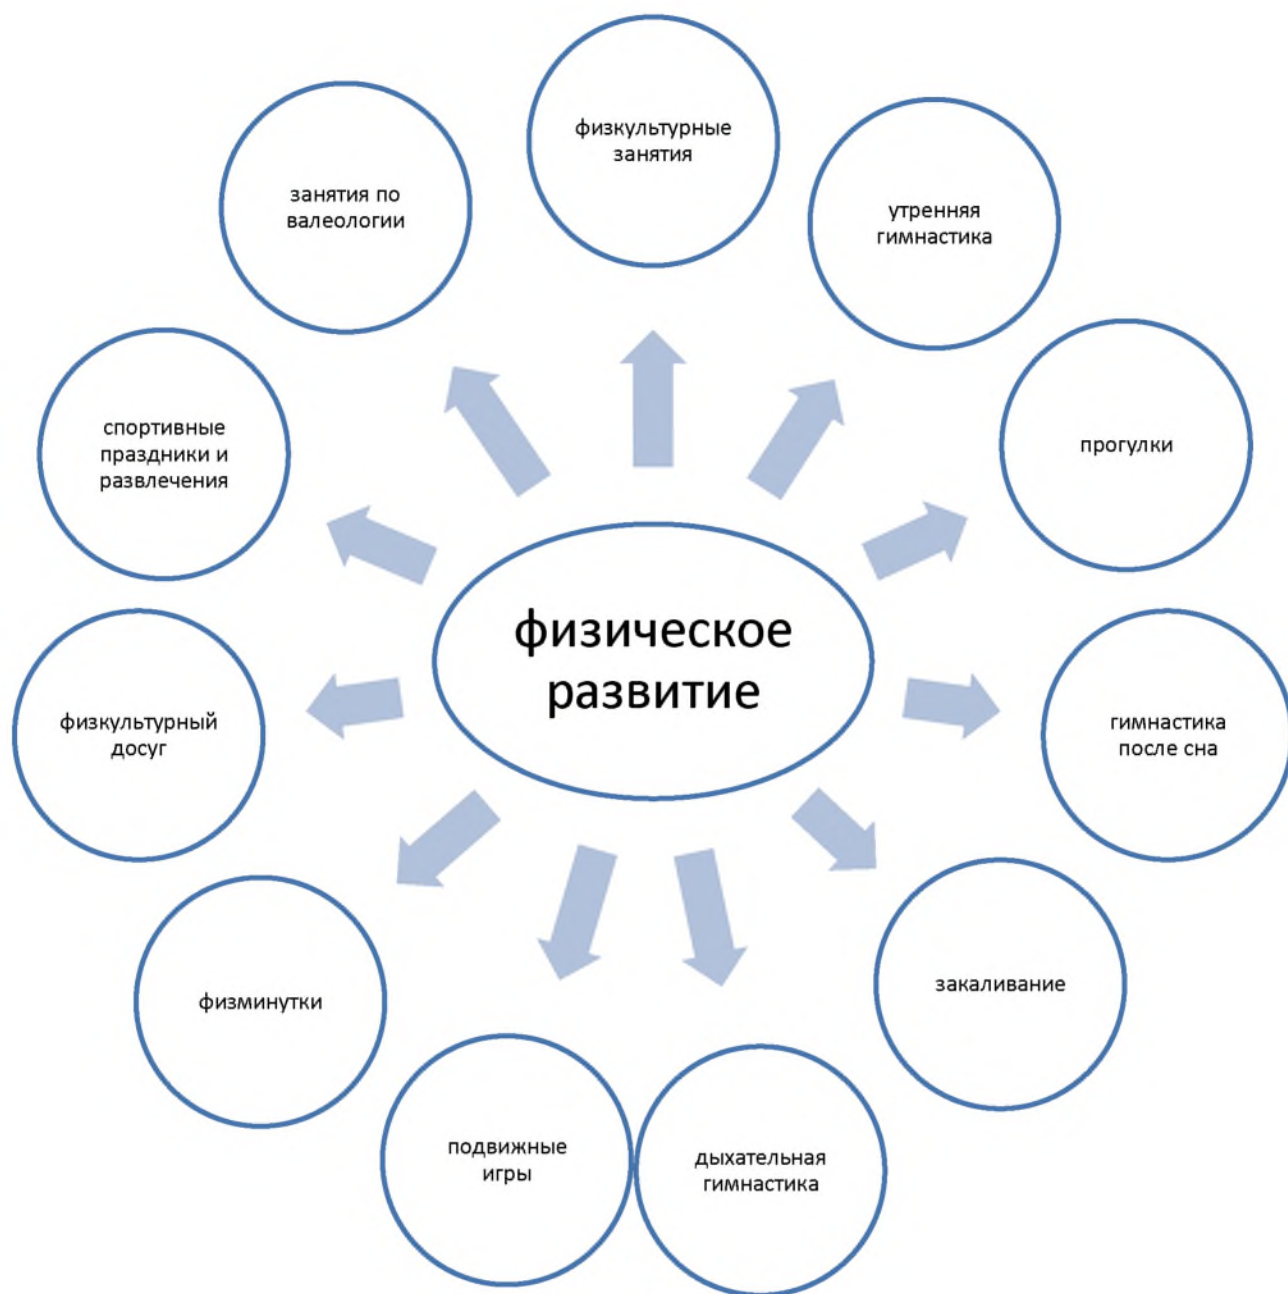 физкультурные
занятия
утренняя
гимнастика
прогулки
гимнастика
после сна
закаливание
дыхательная
гимнастика
подвижные
игры
физминутки
физкультурный
досуг
спортивные
праздники и
развлечения
занятия по
валеологии
физическое
развитие